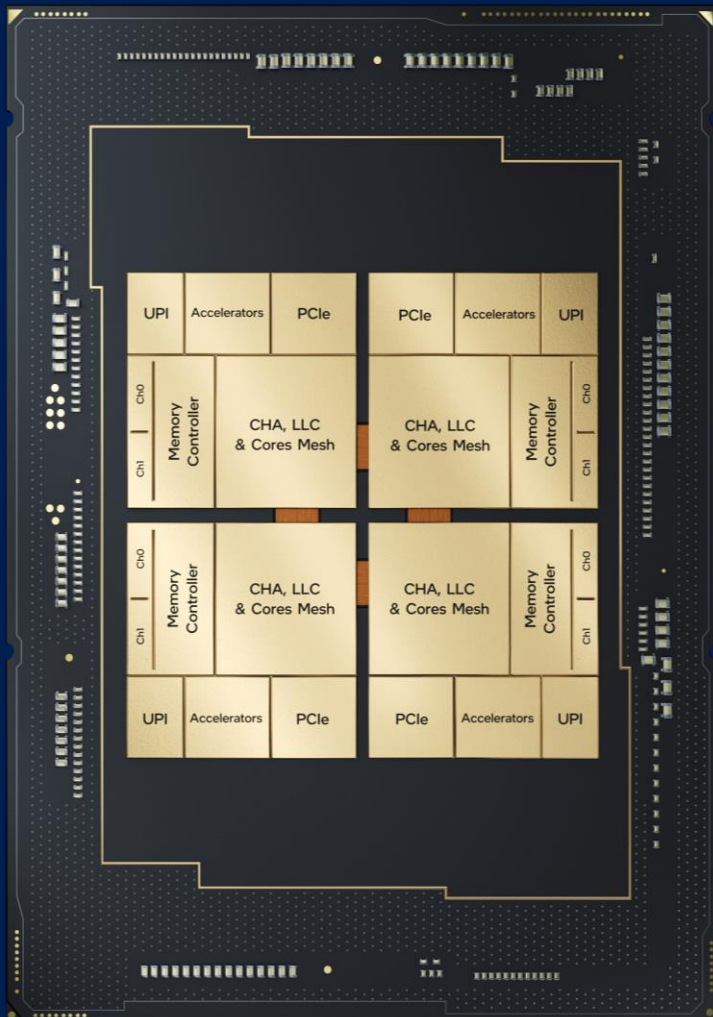 UPI
Accelerators
PCIe
PCIe
Accelerators
UPI
Ch0
Ch1
Memory
Controller
CHA, LLC
& Cores Mesh
CHA, LLC
& Cores Mesh
Memory
Controller
Ch0
Ch1
Ch0
Ch1
Memory
Controller
CHA, LLC
& Cores Mesh
CHA, LLC
& Cores Mesh
Memory
Controller
Ch0
Ch1
UPI
Accelerators
PCIe
PCIe
Accelerators
UPI